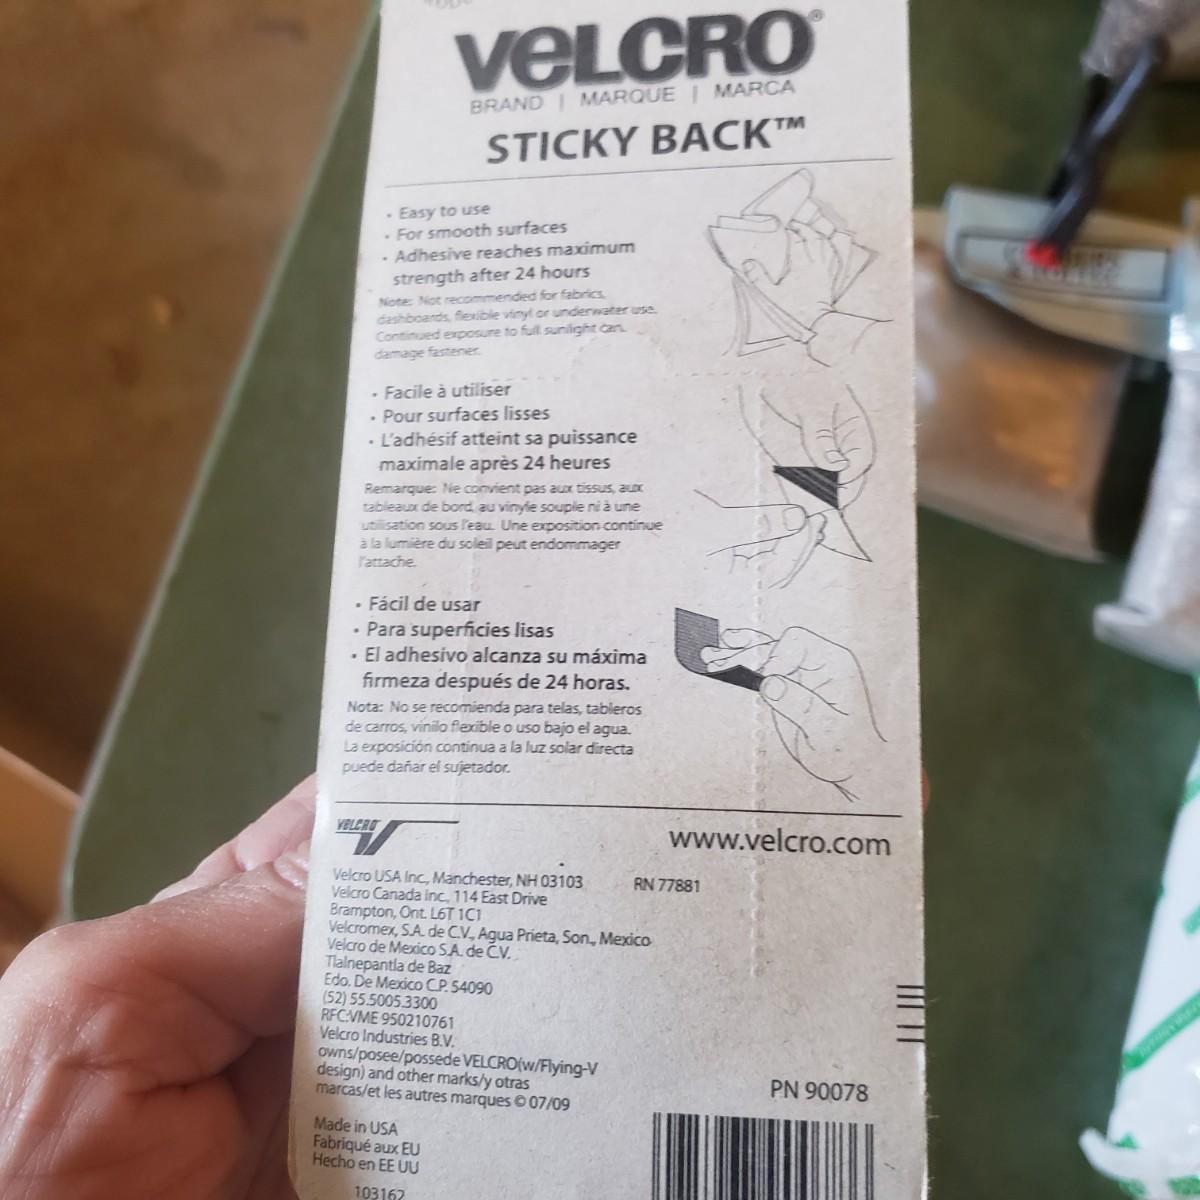 VELCRO®
BRAND | MARQUE | MARCA
STICKY BACK™
• Easy to use
• For smooth surfaces
• Adhesive reaches maximum
strength after 24 hours
Note: Not recommended for fabrics,
dashboards, flexible vinyl or underwater use.
Continued exposure to full sunlight can
damage fastener.
• Facile à utiliser
• Pour surfaces lisses
• L'adhésif atteint sa puissance
maximale après 24 heures
Remarque: Ne convient pas aux tissus, aux
tableaux de bord, au vinyle souple ni à une
utilisation sous l'eau. Une exposition continue
à la lumière du soleil peut endommager
l'attache.
• Fácil de usar
• Para superficies lisas
• El adhesivo alcanza su máxima
firmeza después de 24 horas.
Nota: No se recomienda para telas, tableros
de carros, vinilo flexible o uso bajo el agua.
La exposición continua a la luz solar directa
puede dañar el sujetador.
VELCRO
www.velcro.com
Velcro USA Inc., Manchester, NH 03103 RN 77881
Velcro Canada Inc., 114 East Drive
Brampton, Ont. L6T 1C1
Velcromex, S.A. de C.V., Agua Prieta, Son., Mexico
Velcro de Mexico S.A. de C.V.
Tlalnepantla de Baz
Edo. De Mexico C.P. 54090
(52) 55.5005.3300
RFC:VME 950210761
Velcro Industries B.V.
owns/posee/possede VELCRO(w/Flying-V
design) and other marks/y otras
marcas/et les autres marques © 07/09
PN 90078
Made in USA
Fabriqué aux EU
Hecho en EE UU
103162